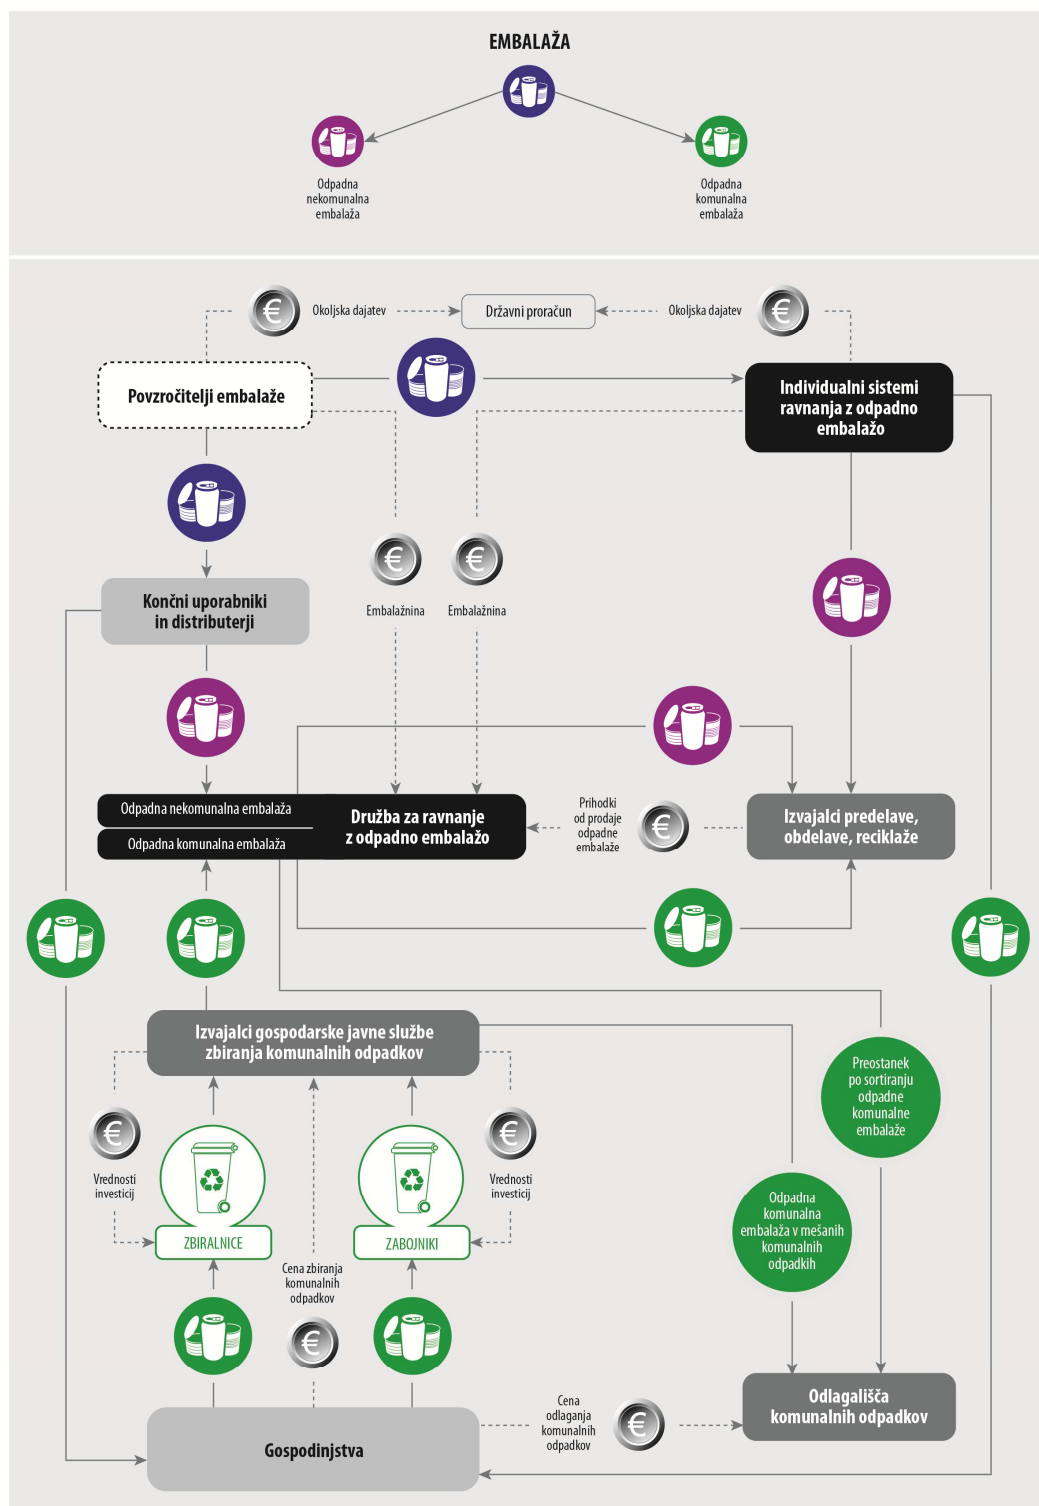 EMBALAŽA
Odpadna
nekomunalna
embalaža
Odpadna
komunalna
embalaža
€
Okoljska dajatev
Državni proračun
Okoljska dajatev
€
Povzročitelji embalaže
Individualni sistemi
ravnanja z odpadno
embalažo
€
€
Embalažnina
Embalažnina
Končni uporabniki
in distributerji
Odpadna nekomunalna embalaža
Odpadna komunalna embalaža
Družba za ravnanje
z odpadno embalažo
Prihodki
od prodaje
odpadne
embalaže
€
Izvajalci predelave,
obdelave, reciklaže
Izvajalci gospodarske javne službe
zbiranja komunalnih odpadkov
€
Vrednosti
investicij
€
Vrednosti
investicij
ZBIRALNICE
ZABOJNIKI
Cena zbiranja
komunalnih
odpadkov
€
Preostanek
po sortiranju
odpadne
komunalne
embalaže
Odpadna
komunalna
embalaža v mešanih
komunalnih
odpadkih
Gospodinjstva
Cena
odlaganja
komunalnih
odpadkov
€
Odlagališča
komunalnih odpadkov